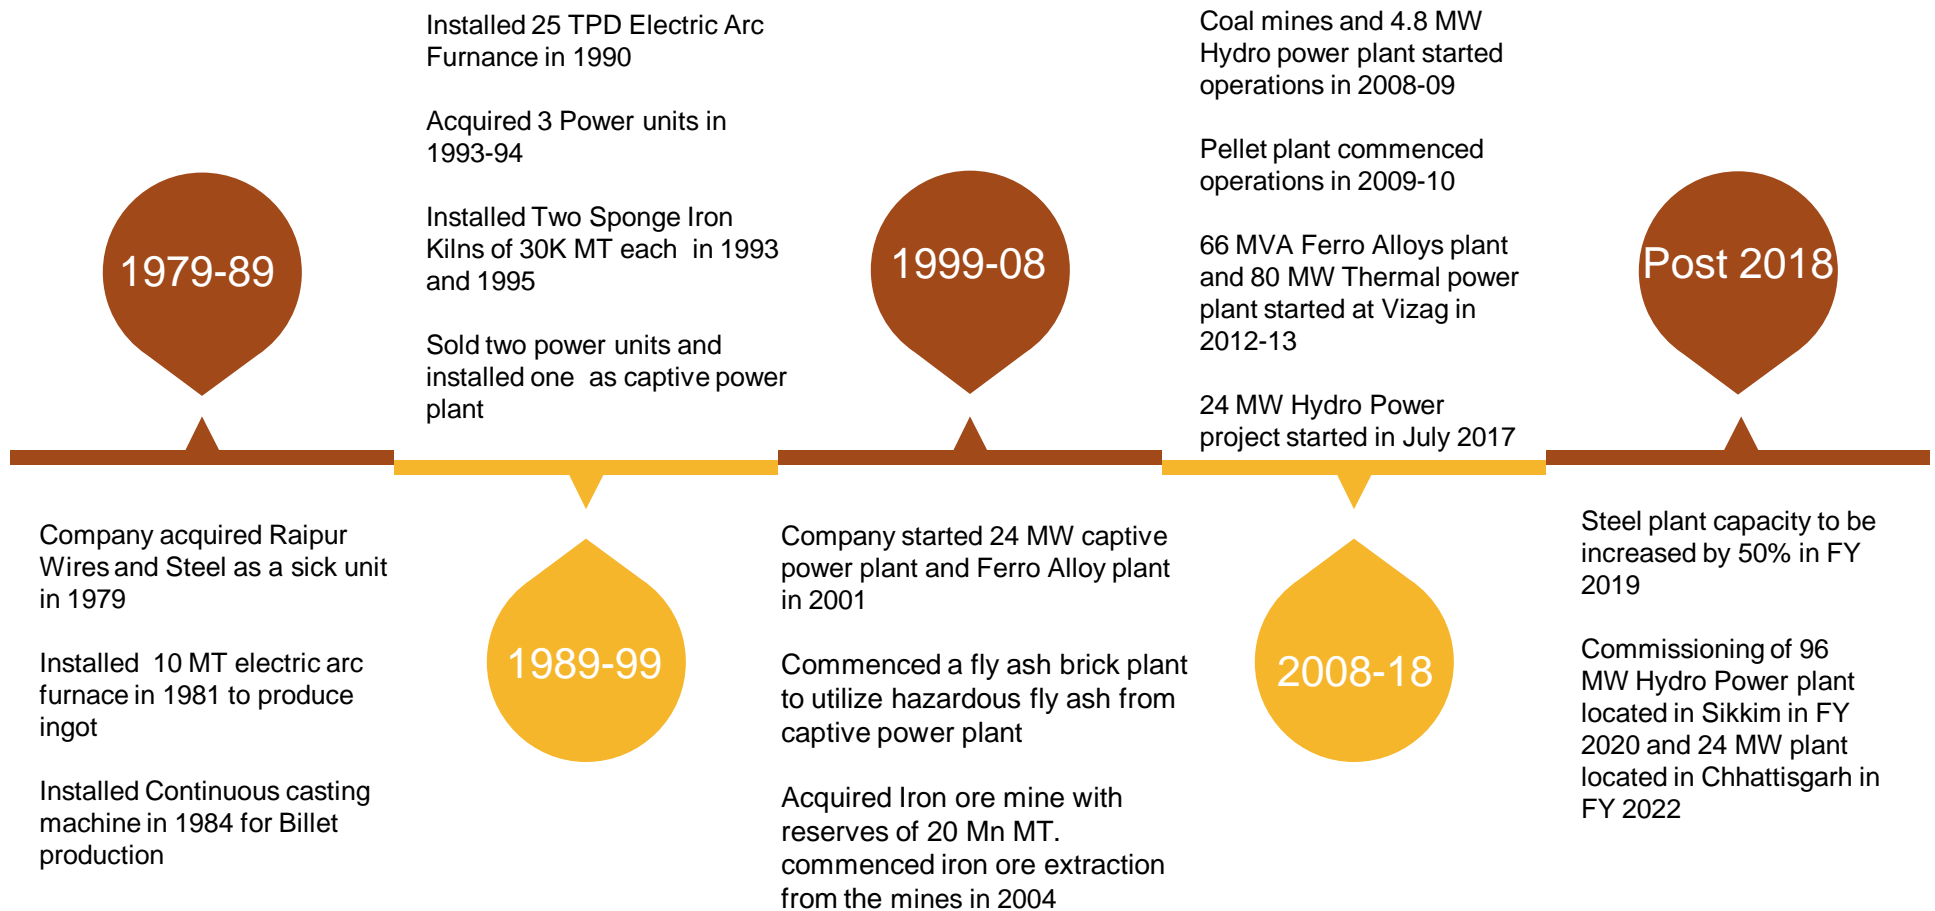 1979-89
Company acquired Raipur
Wires and Steel as a sick unit
in 1979
Installed 10 MT electric arc
furnace in 1981 to produce
ingot
Installed Continuous casting
machine in 1984 for Billet
production
Installed 25 TPD Electric Arc
Furnance in 1990
Acquired 3 Power units in
1993-94
Installed Two Sponge Iron
Kilns of 30K MT each in 1993
and 1995
Sold two power units and
installed one as captive power
plant
1989-99
1999-08
Company started 24 MW captive
power plant and Ferro Alloy plant
in 2001
Commenced a fly ash brick plant
to utilize hazardous fly ash from
captive power plant
Acquired Iron ore mine with
reserves of 20 Mn MT.
commenced iron ore extraction
from the mines in 2004
Coal mines and 4.8 MW
Hydro power plant started
operations in 2008-09
Pellet plant commenced
operations in 2009-10
66 MVA Ferro Alloys plant
and 80 MW Thermal power
plant started at Vizag in
2012-13
24 MW Hydro Power
project started in July 2017
2008-18
Post 2018
Steel plant capacity to be
increased by 50% in FY
2019
Commissioning of 96
MW Hydro Power plant
located in Sikkim in FY
2020 and 24 MW plant
located in Chhattisgarh in
FY 2022